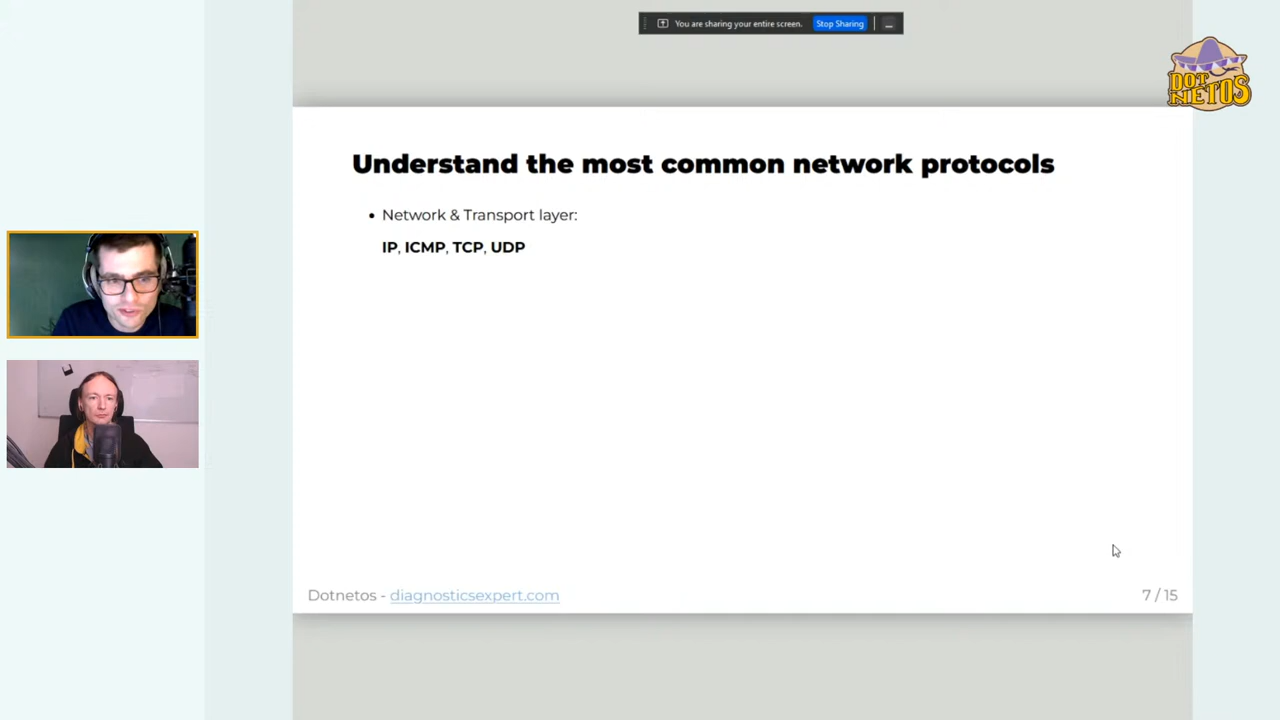 You are sharing your entire screen.
Stop Sharing
DOT
NETOS
Understand the most common network protocols
• Network & Transport layer:
IP, ICMP, TCP, UDP
Dotnetos - diagnosticsexpert.com
7 / 15